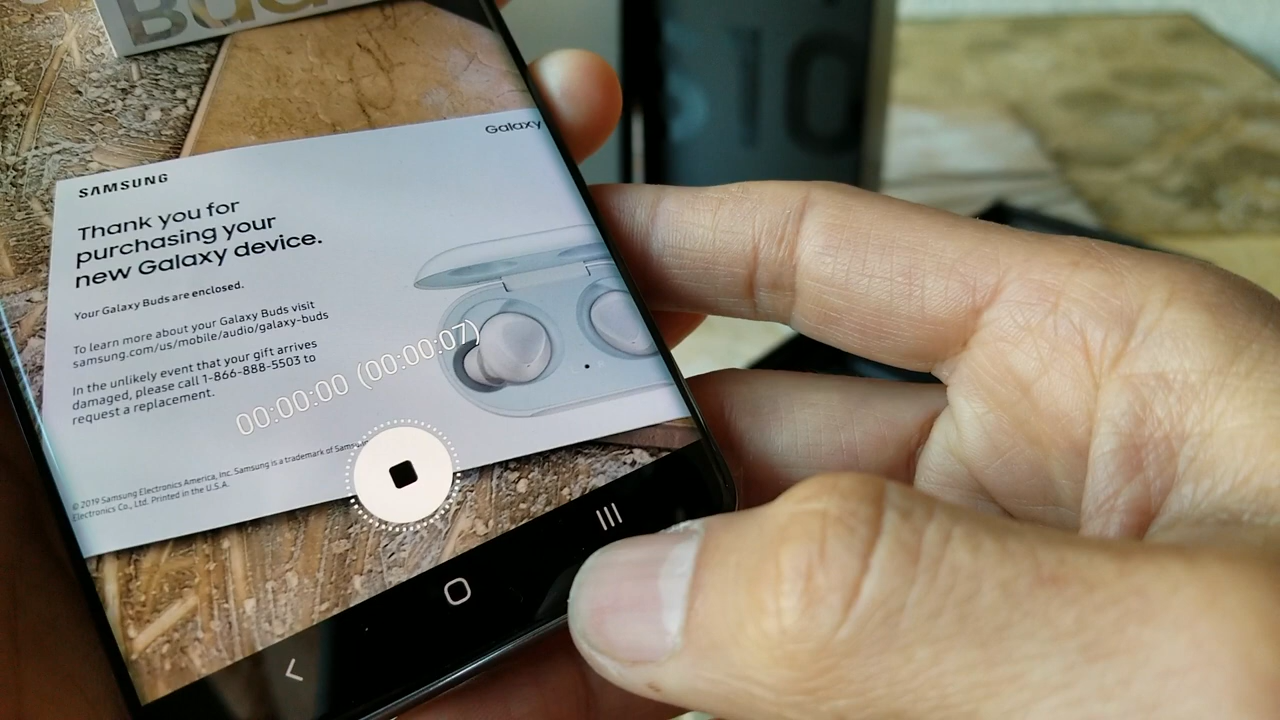 Bud
S10
Galaxy
SAMSUNG
Thank you for
purchasing your
new Galaxy device.
Your Galaxy Buds are enclosed.
To learn more about your Galaxy Buds visit
samsung.com/us/mobile/audio/galaxy-buds
In the unlikely event that your gift arrives
damaged, please call 1-866-888-5503 to
request a replacement.
00:00:00 (00:00:07)
© 2019 Samsung Electronics America, Inc. Samsung is a trademark of Samsu
Electronics Co., Ltd. Printed in the U.S.A.